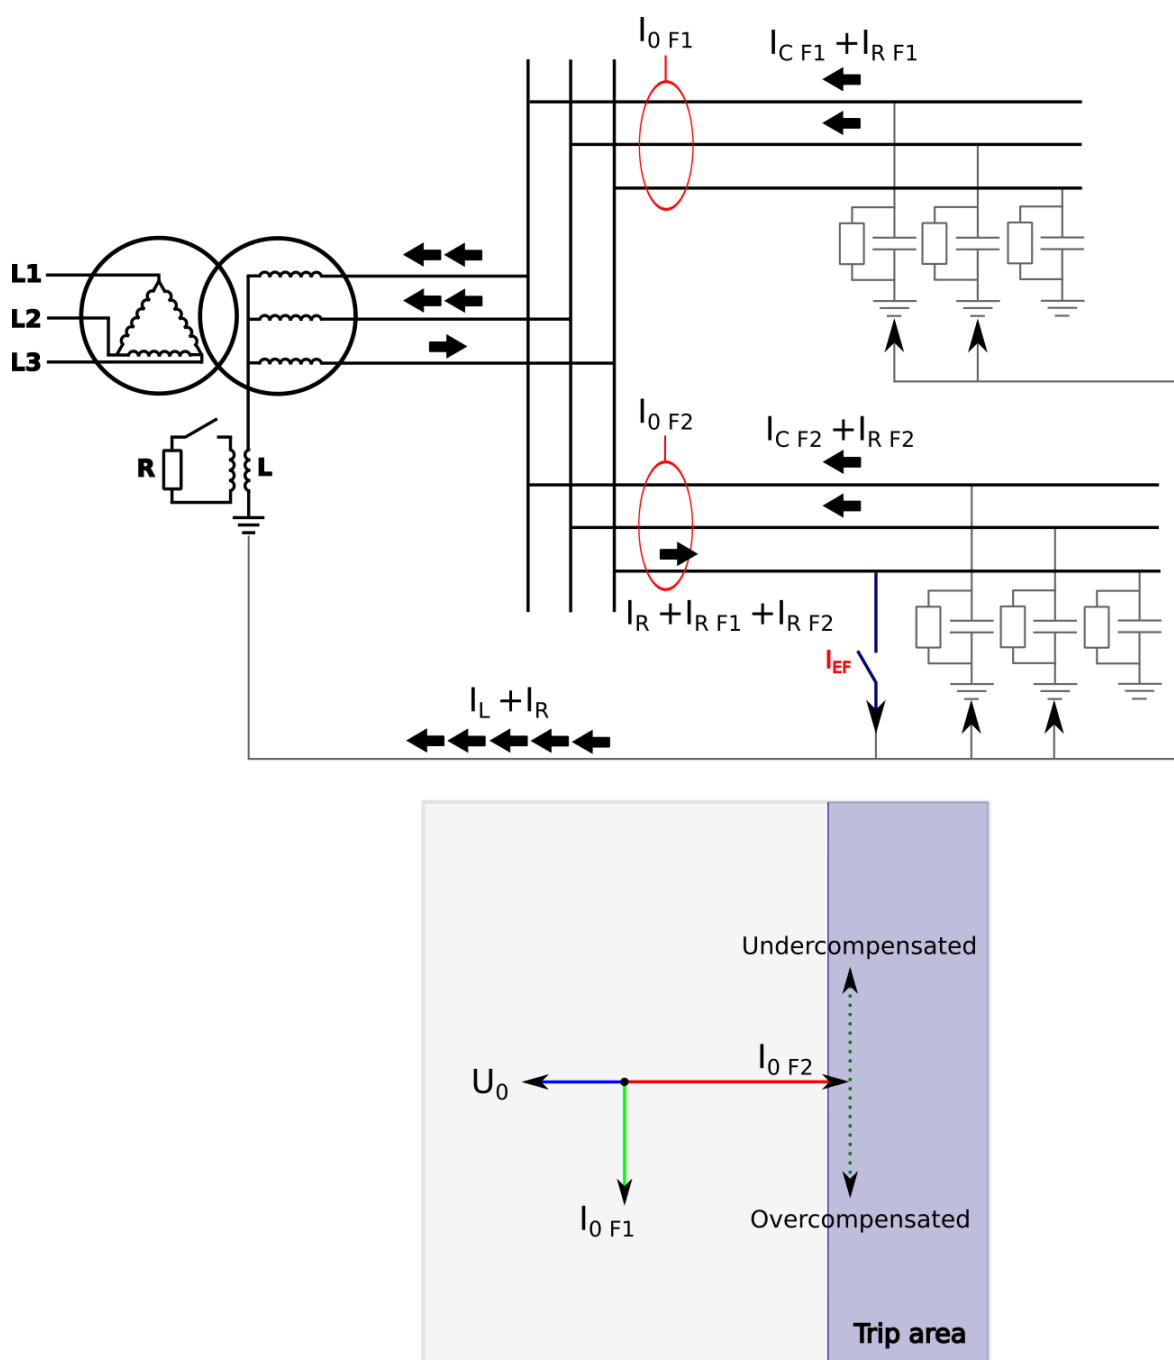 I0 F1
IC F1 +IR F1
L1
L2
L3
I0 F2
IC F2 +IR F2
R
L
IR +IR F1 +IR F2
IEF
IL +IR
Undercompensated
I0 F2
U0
I0 F1
Overcompensated
Trip area